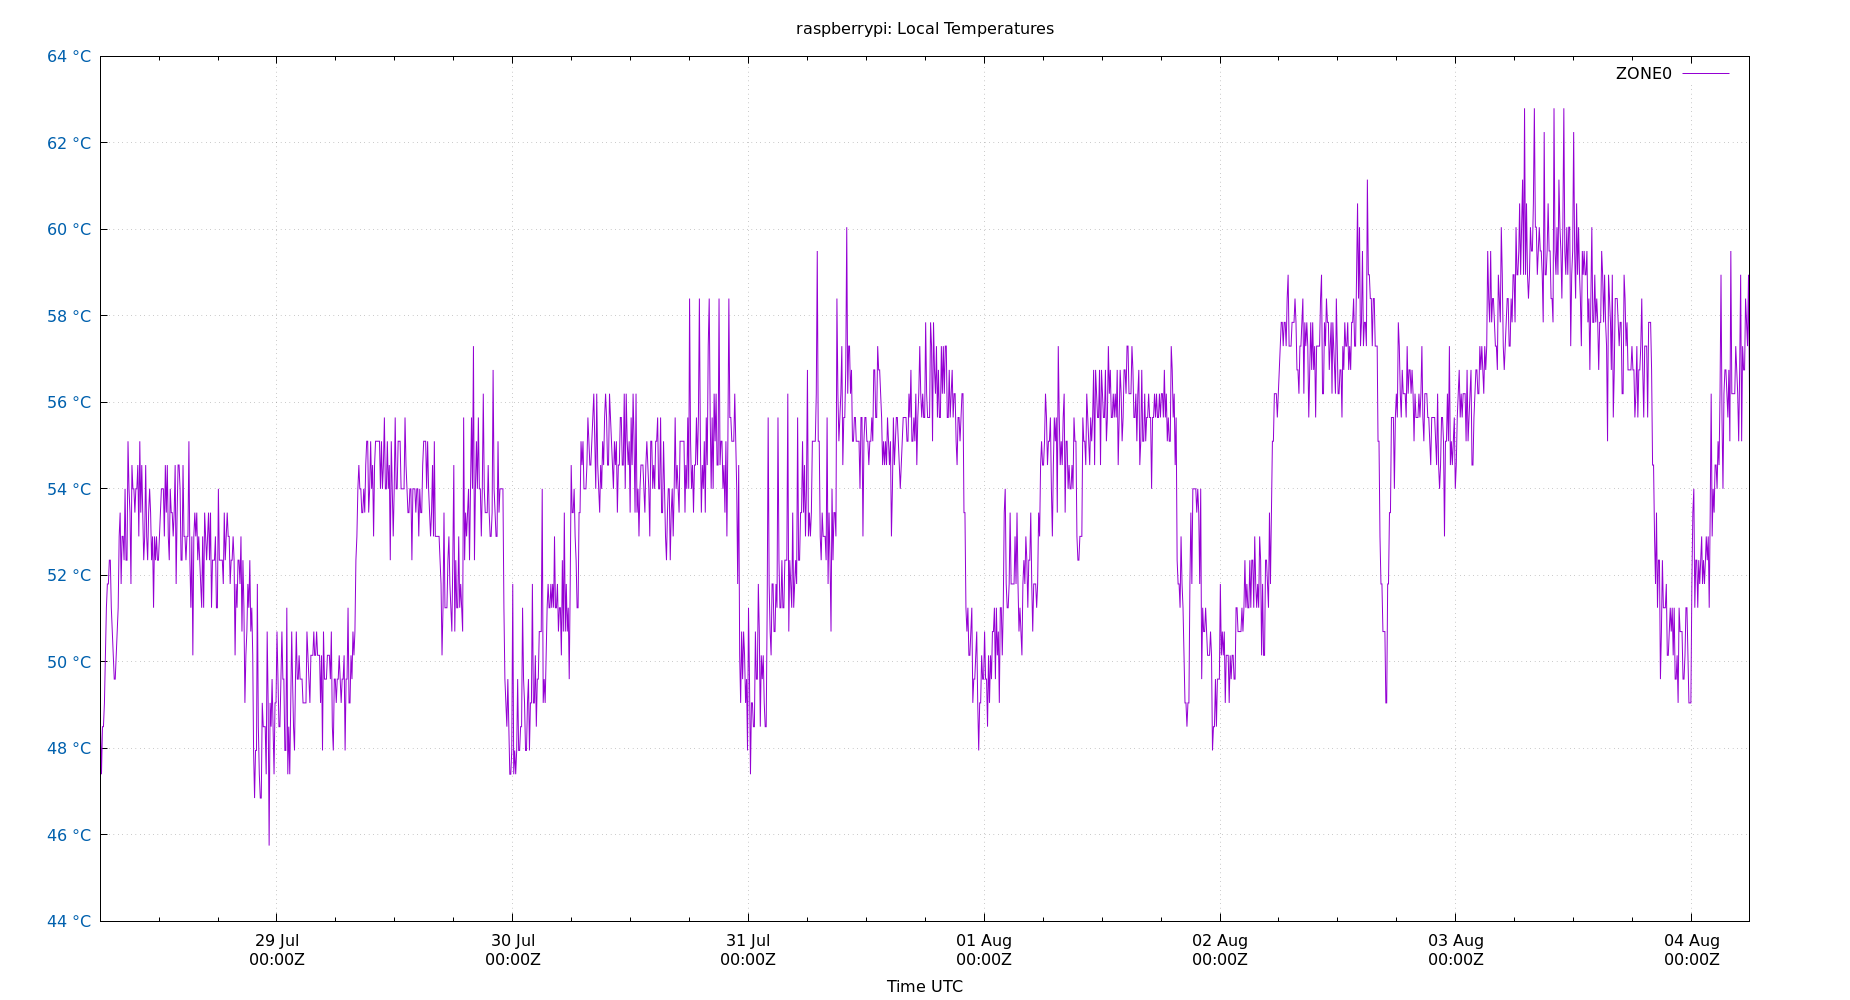 raspberrypi: Local Temperatures
64 °C
ZONE0
62 °C
60 °C
58 °C
56 °C
54 °C
52 °C
50 °C
48 °C
46 °C
44 °C
29 Jul 30 Jul 31 Jul 01 Aug 02 Aug 03 Aug 04 Aug
00:00Z 00:00Z 00:00Z 00:00Z 00:00Z 00:00Z 00:00Z
Time UTC